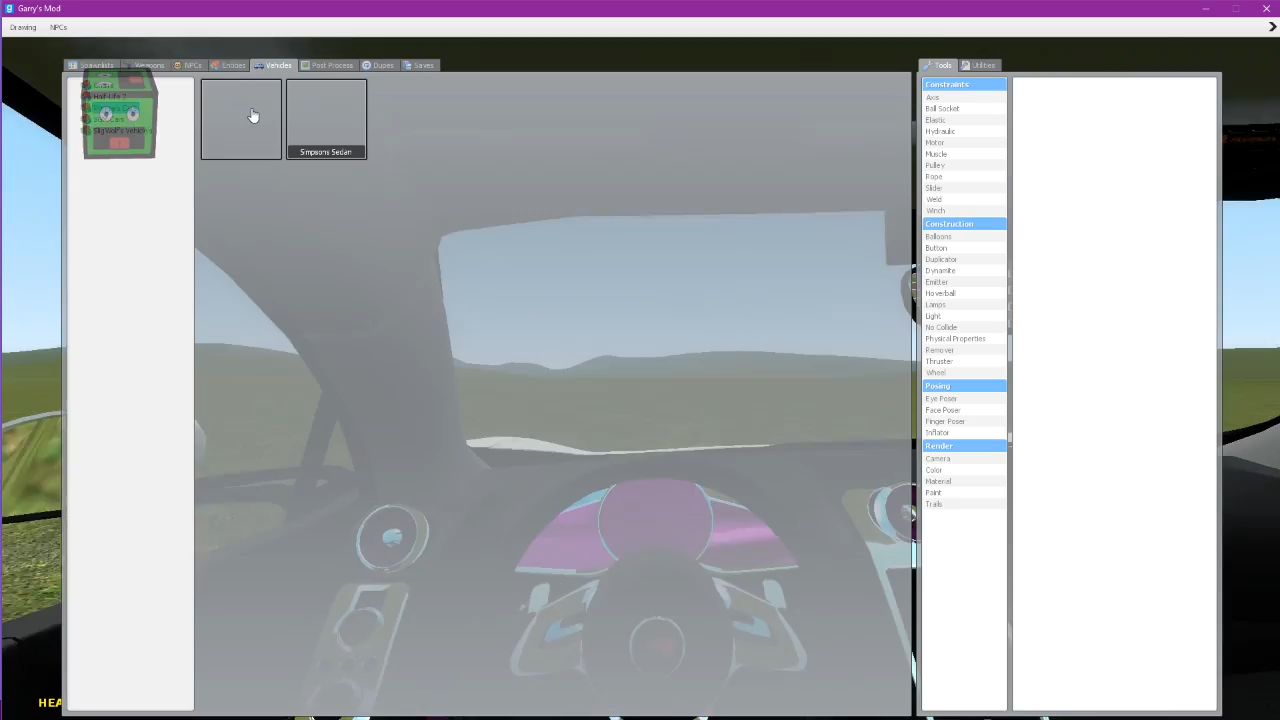 Garry's Mod
Drawing NPCs
Spawnlists Weapons NPCs Entities Vehicles Post Process Dupes Saves
Chairs
Half-Life 2
Simpsons Sedan
Tools Utilities
Constraints
Axis
Ball Socket
Elastic
Hydraulic
Motor
Muscle
Pulley
Rope
Slider
Weld
Winch
Construction
Balloons
Button
Duplicator
Dynamite
Emitter
Hoverball
Lamps
Light
No Collide
Physical Properties
Remover
Thruster
Wheel
Posing
Eye Poser
Face Poser
Finger Poser
Inflator
Render
Camera
Color
Material
Paint
Trails
HEA